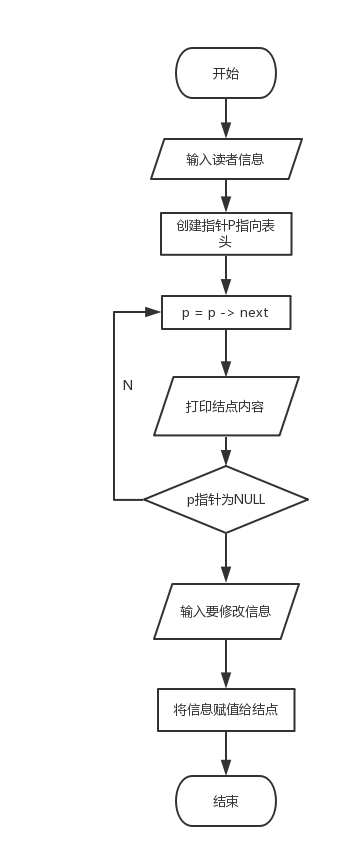 开始
输入读者信息
创建指针P指向表
头
p = p -> next
N
打印结点内容
p指针为NULL
输入要修改信息
将信息赋值给结点
结束